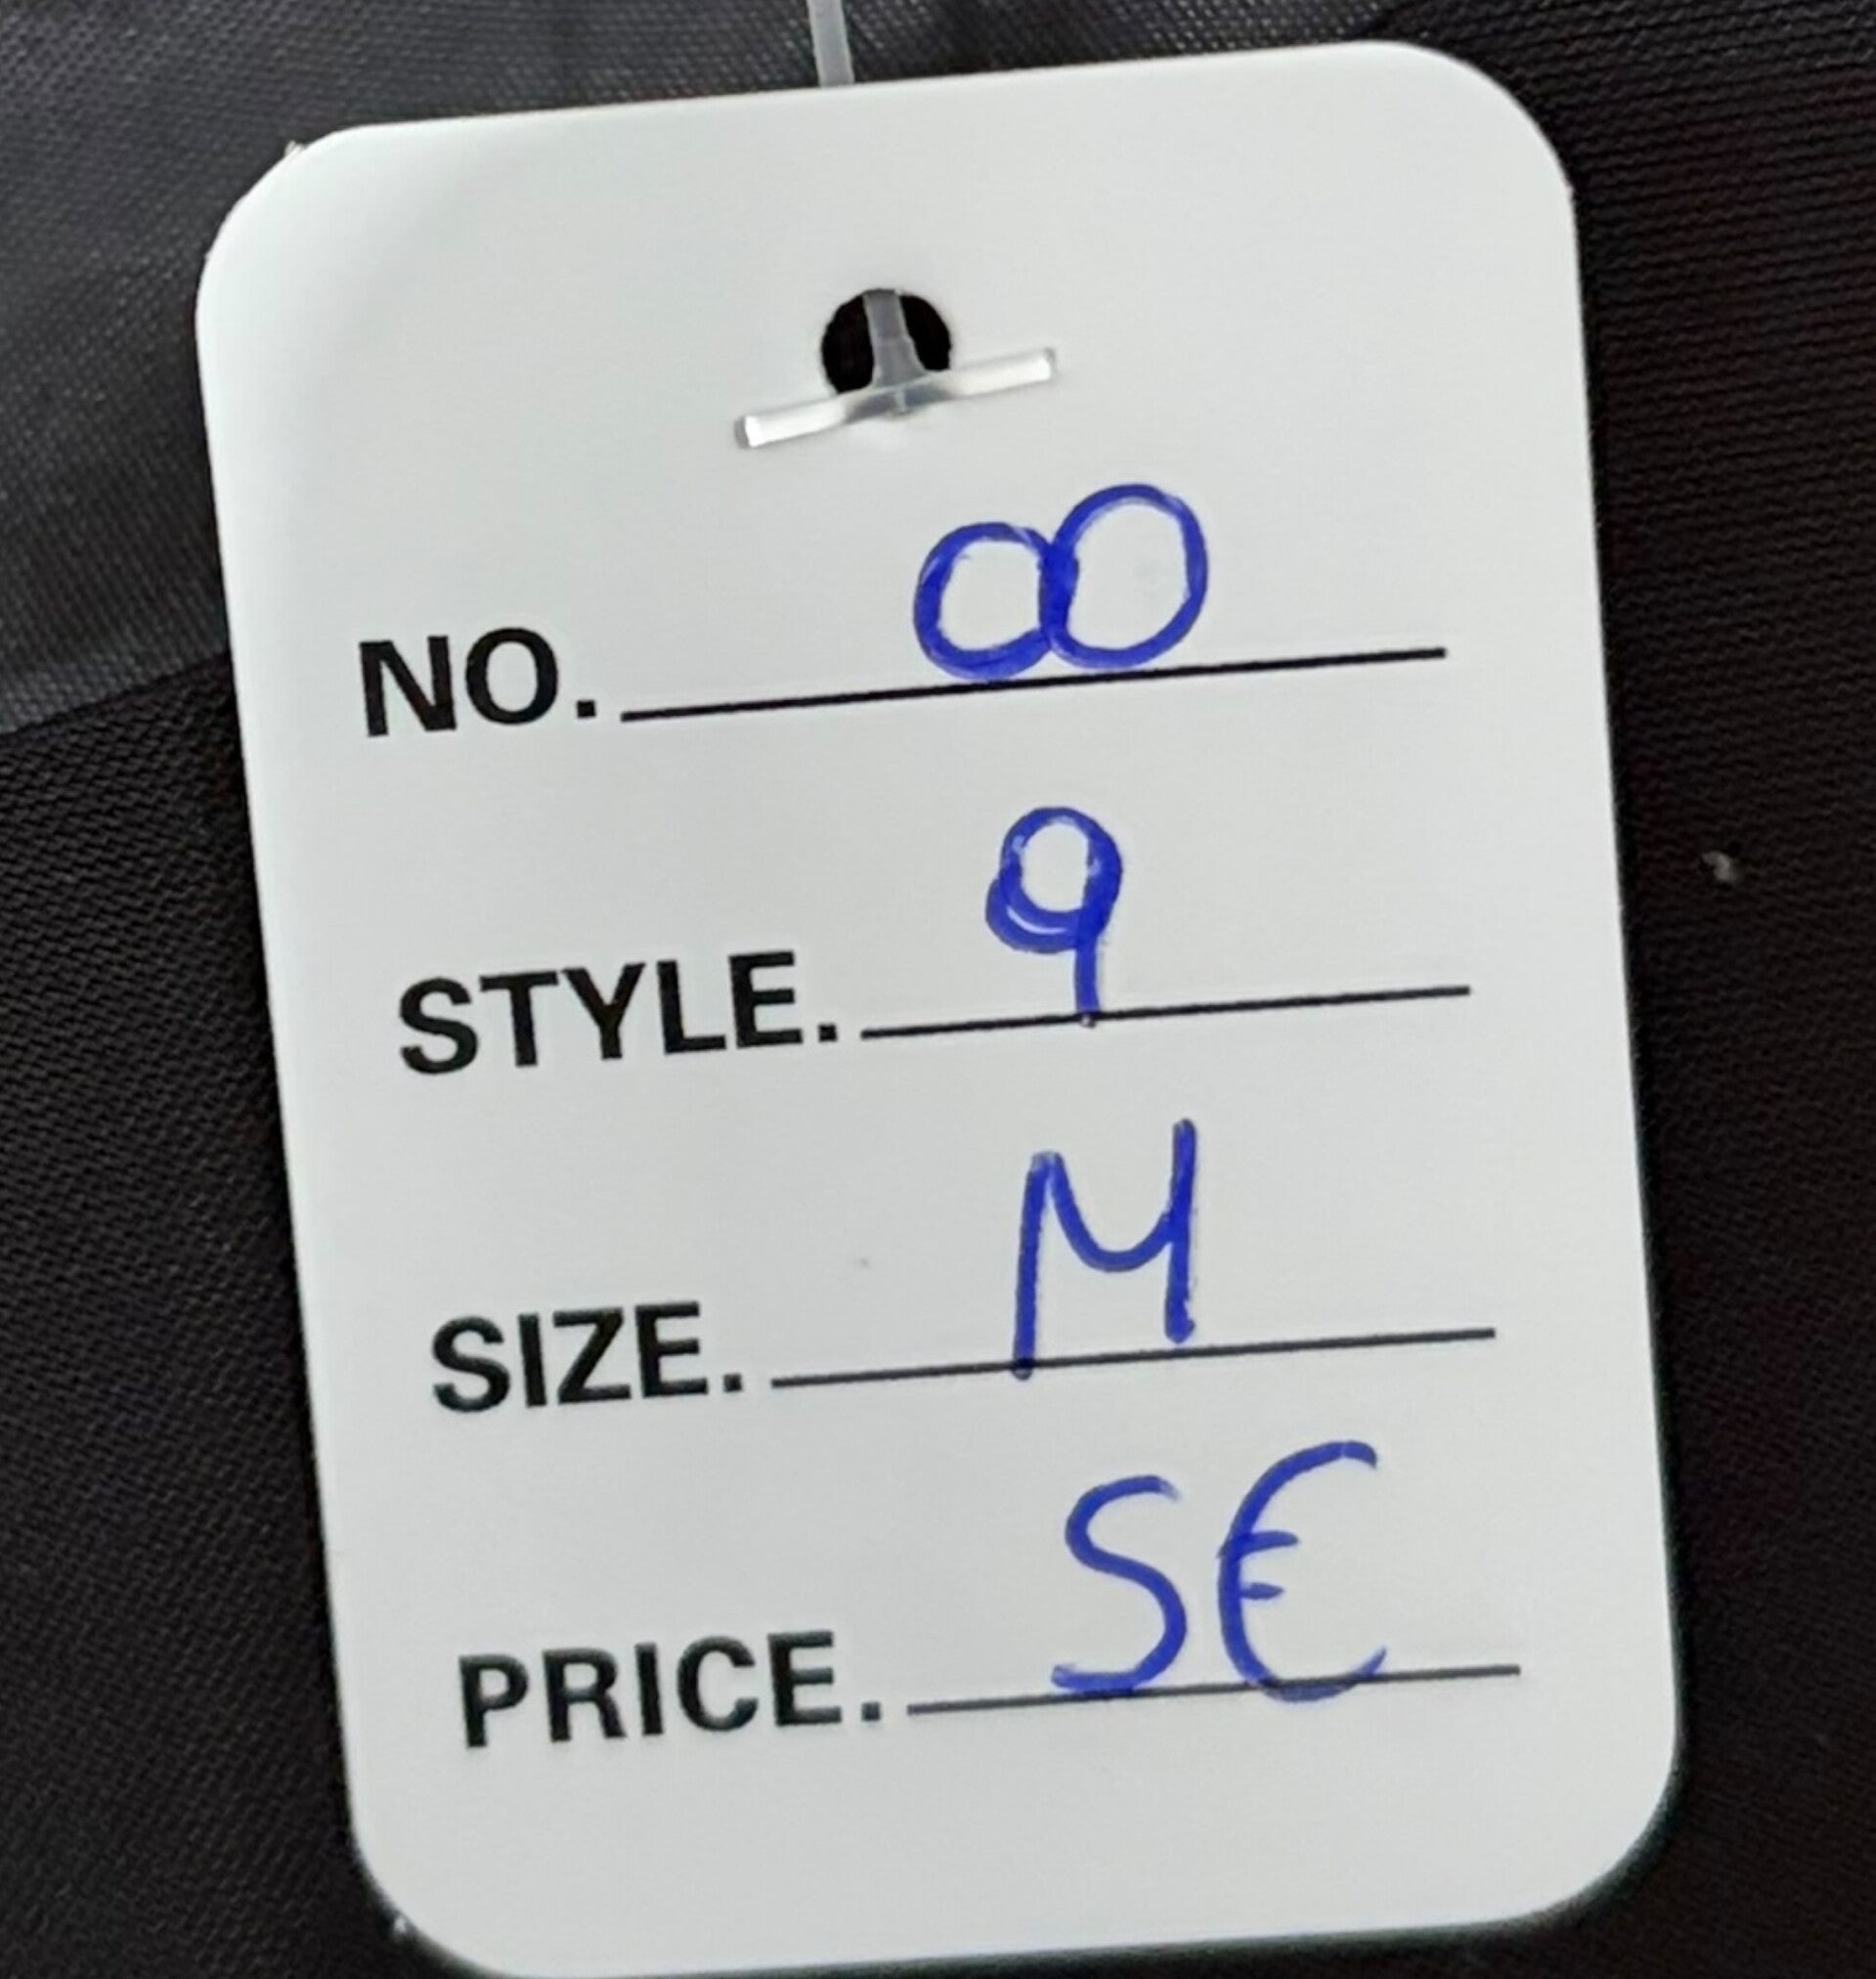 NO. ∞
STYLE. 9
SIZE. M
PRICE. 5€